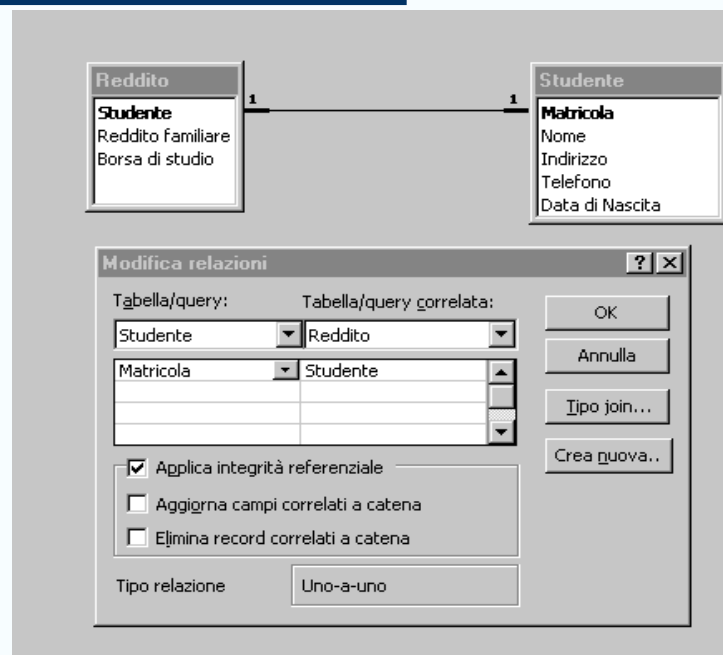 Reddito
Studente
Reddito familiare
Borsa di studio
1
1
Studente
Matricola
Nome
Indirizzo
Telefono
Data di Nascita
Modifica relazioni
Tabella/query:
Tabella/query correlata:
Studente
Reddito
Matricola
Studente
Applica integrità referenziale
Aggiorna campi correlati a catena
Elimina record correlati a catena
Tipo relazione
Uno-a-uno
OK
Annulla
Tipo join...
Crea nuova..